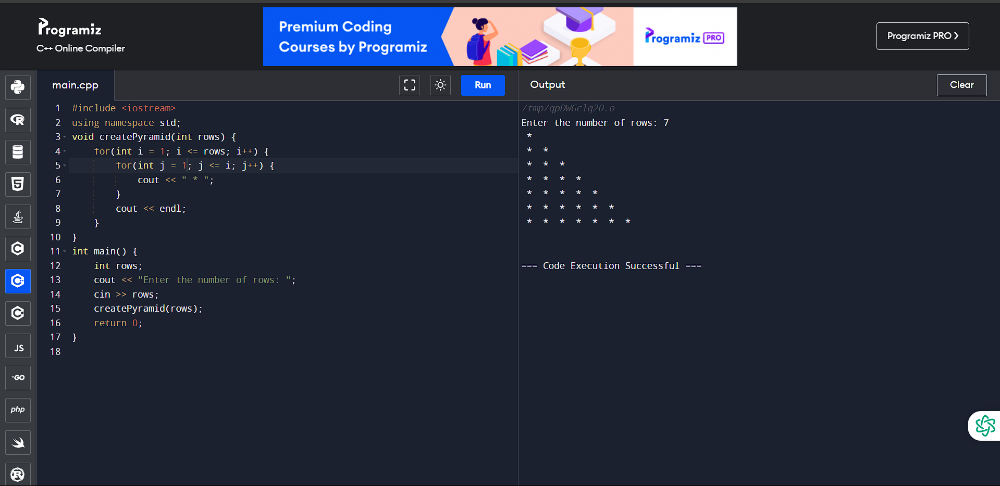 Programiz
C++ Online Compiler
Premium Coding
Courses by Programiz
Programiz PRO
Programiz PRO ❯
main.cpp
Run
Output
Clear
1 #include <iostream>
2 using namespace std;
3 void createPyramid(int rows) {
4     for(int i = 1; i <= rows; i++) {
5         for(int j = 1; j <= i; j++) {
6             cout << " * ";
7         }
8         cout << endl;
9     }
10 }
11 int main() {
12     int rows;
13     cout << "Enter the number of rows: ";
14     cin >> rows;
15     createPyramid(rows);
16     return 0;
17 }
18
/tmp/qpDWGclq20.o
Enter the number of rows: 7
 *
 *  *
 *  *  *
 *  *  *  *
 *  *  *  *  *
 *  *  *  *  *  *
 *  *  *  *  *  *  *
=== Code Execution Successful ===
R
5
C
C++
C#
JS
GO
php
R